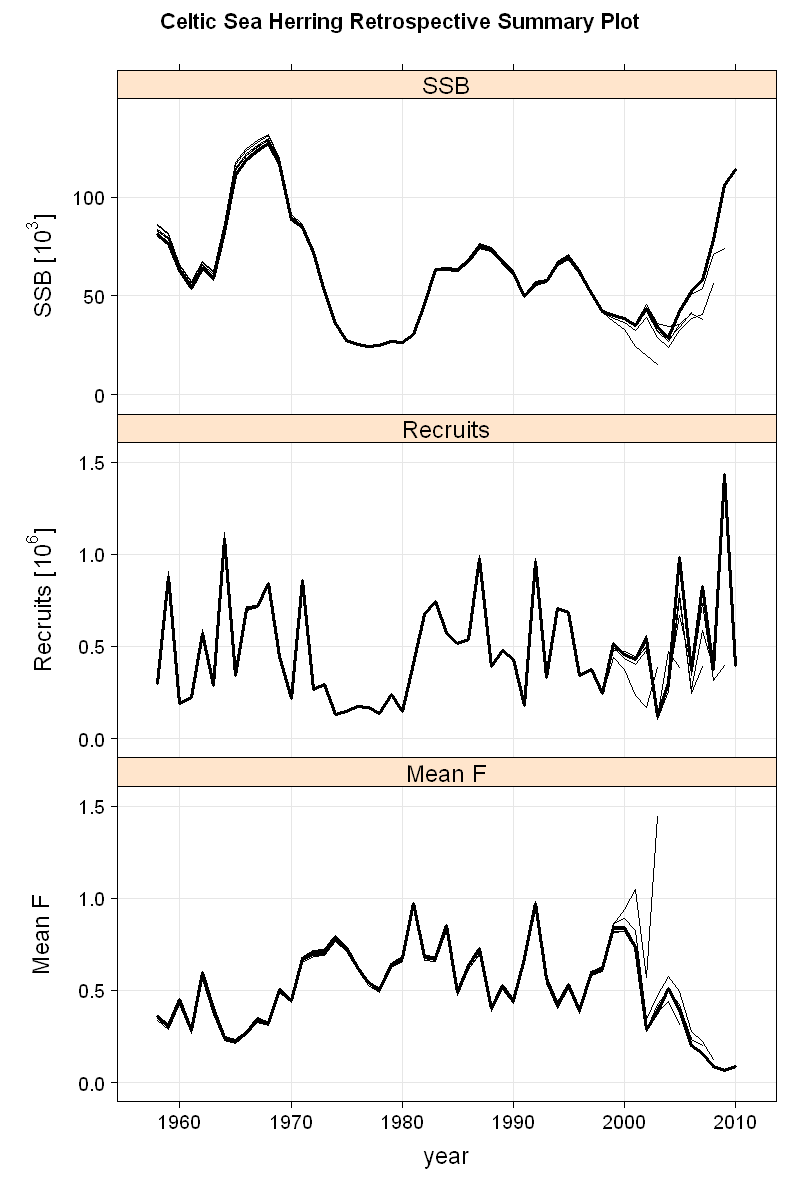 Celtic Sea Herring Retrospective Summary Plot
SSB
100
50
0
SSB [10³]
Recruits
1.5
1.0
0.5
0.0
Recruits [10⁶]
Mean F
1.5
1.0
0.5
0.0
Mean F
1960 1970 1980 1990 2000 2010
year